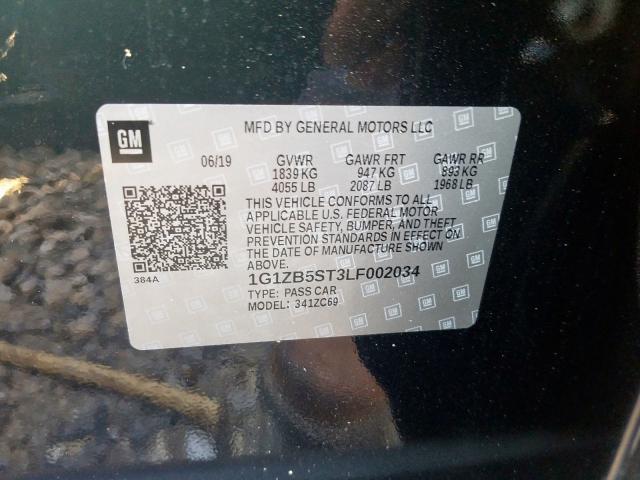 GM
MFD BY GENERAL MOTORS LLC
06/19 GVWR GAWR FRT GAWR RR
1839 KG 947 KG 893 KG
4055 LB 2087 LB 1968 LB
THIS VEHICLE CONFORMS TO ALL
APPLICABLE U.S. FEDERAL MOTOR
VEHICLE SAFETY, BUMPER, AND THEFT
PREVENTION STANDARDS IN EFFECT ON
THE DATE OF MANUFACTURE SHOWN
ABOVE.
384A
1G1ZB5ST3LF002034
TYPE: PASS CAR
MODEL: 341ZC69